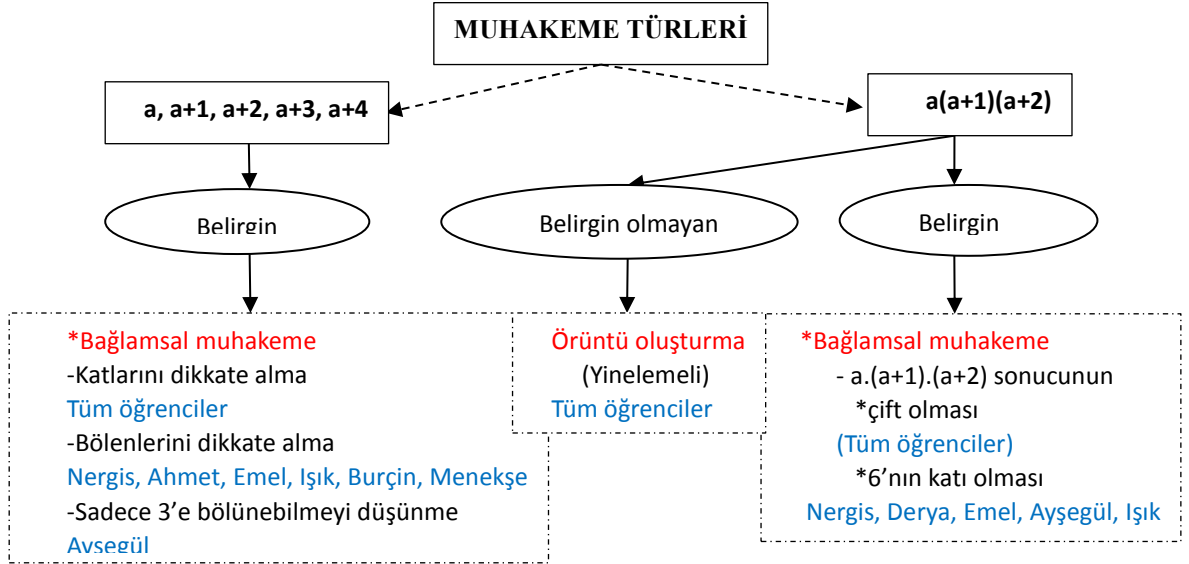 MUHAKEME TÜRLERİ
a, a+1, a+2, a+3, a+4
a(a+1)(a+2)
Belirgin
Belirgin olmayan
Belirgin
*Bağlamsal muhakeme
-Katlarını dikkate alma
Tüm öğrenciler
-Bölenlerini dikkate alma
Nergis, Ahmet, Emel, Işık, Burçin, Menekşe
-Sadece 3’e bölünebilmeyi düşünme
Ayşegül
Örüntü oluşturma
(Yinelemeli)
Tüm öğrenciler
*Bağlamsal muhakeme
- a.(a+1).(a+2) sonucunun
*çift olması
(Tüm öğrenciler)
*6’nın katı olması
Nergis, Derya, Emel, Ayşegül, Işık